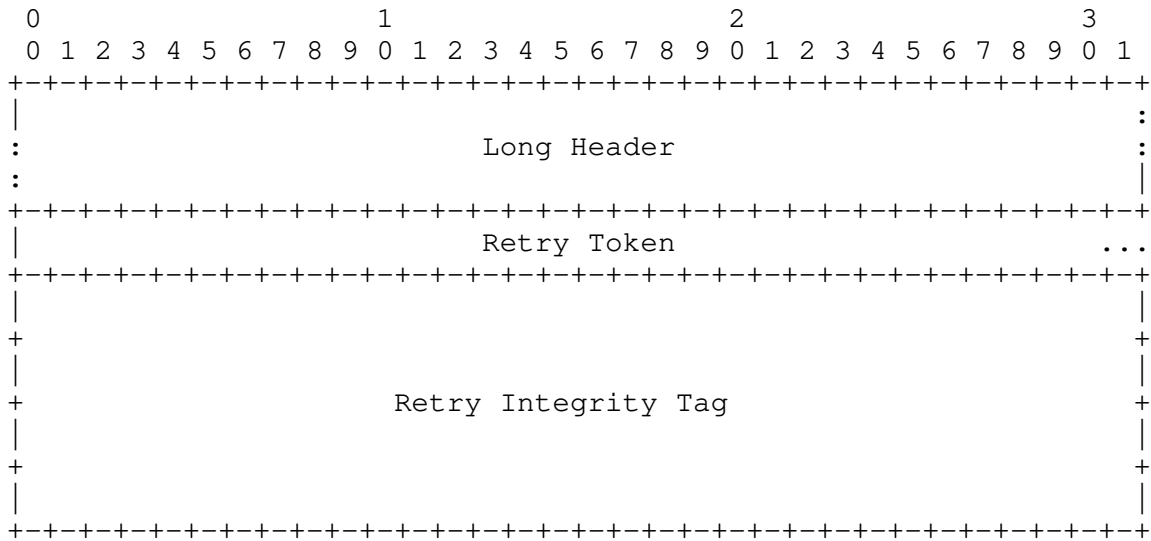 0                   1                   2                   3
 0 1 2 3 4 5 6 7 8 9 0 1 2 3 4 5 6 7 8 9 0 1 2 3 4 5 6 7 8 9 0 1
+-+-+-+-+-+-+-+-+-+-+-+-+-+-+-+-+-+-+-+-+-+-+-+-+-+-+-+-+-+-+-+-+
|                                                               :
:                          Long Header                          :
:                                                               |
+-+-+-+-+-+-+-+-+-+-+-+-+-+-+-+-+-+-+-+-+-+-+-+-+-+-+-+-+-+-+-+-+
|                          Retry Token                        ...
+-+-+-+-+-+-+-+-+-+-+-+-+-+-+-+-+-+-+-+-+-+-+-+-+-+-+-+-+-+-+-+-+
|                                                               |
+                                                               +
|                                                               |
+                     Retry Integrity Tag                       +
|                                                               |
+                                                               +
|                                                               |
+-+-+-+-+-+-+-+-+-+-+-+-+-+-+-+-+-+-+-+-+-+-+-+-+-+-+-+-+-+-+-+-+